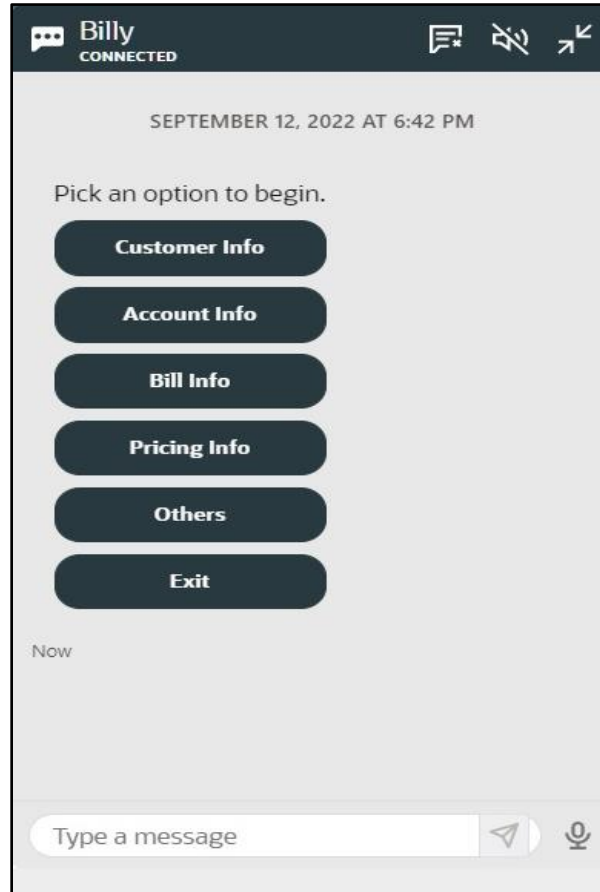 Billy
CONNECTED
SEPTEMBER 12, 2022 AT 6:42 PM
Pick an option to begin.
Customer Info
Account Info
Bill Info
Pricing Info
Others
Exit
Now
Type a message